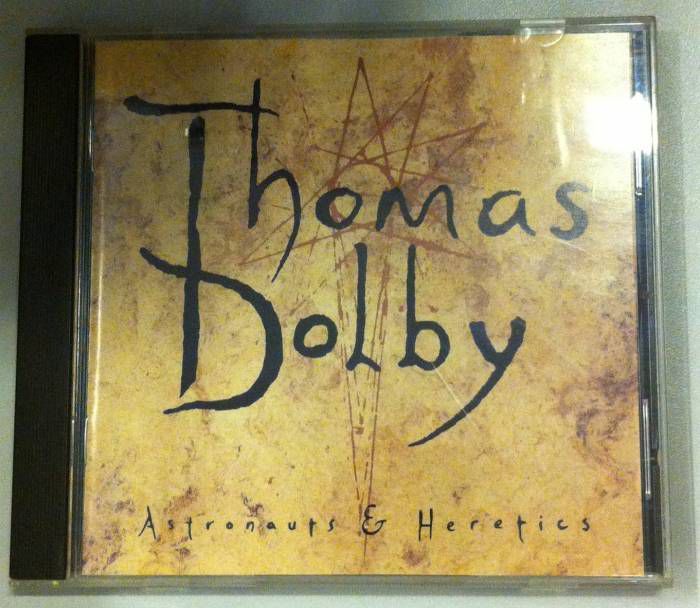 Thomas
Dolby
Astronauts & Heretics